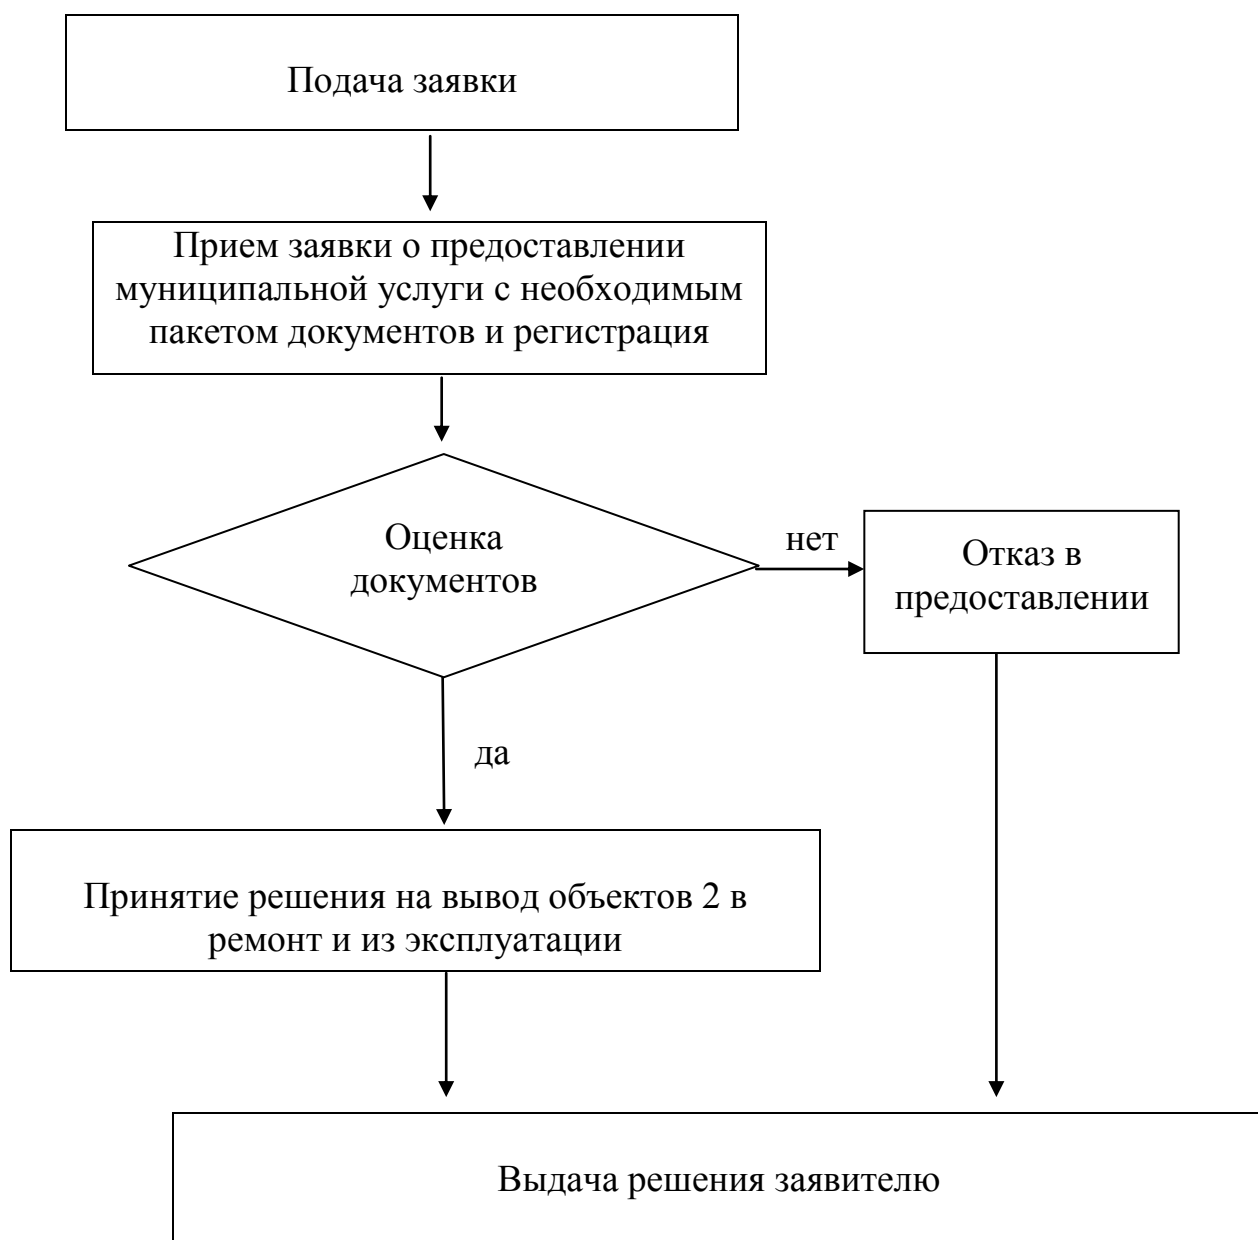 Подача заявки
Прием заявки о предоставлении
муниципальной услуги с необходимым
пакетом документов и регистрация
Оценка
документов
нет
Отказ в
предоставлении
да
Принятие решения на вывод объектов 2 в
ремонт и из эксплуатации
Выдача решения заявителю